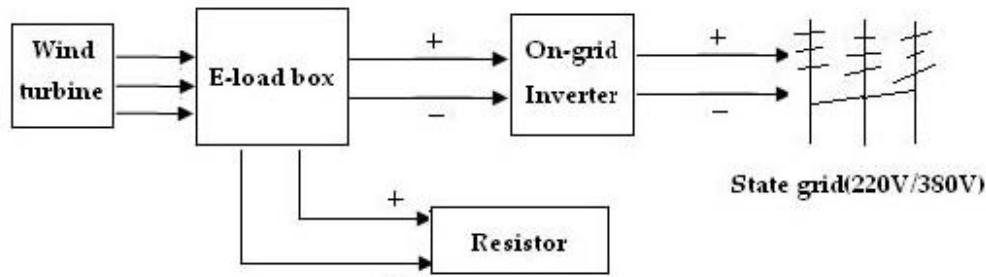 Wind
turbine
E-load box
+
−
On-grid
Inverter
+
−
State grid(220V/380V)
+
Resistor